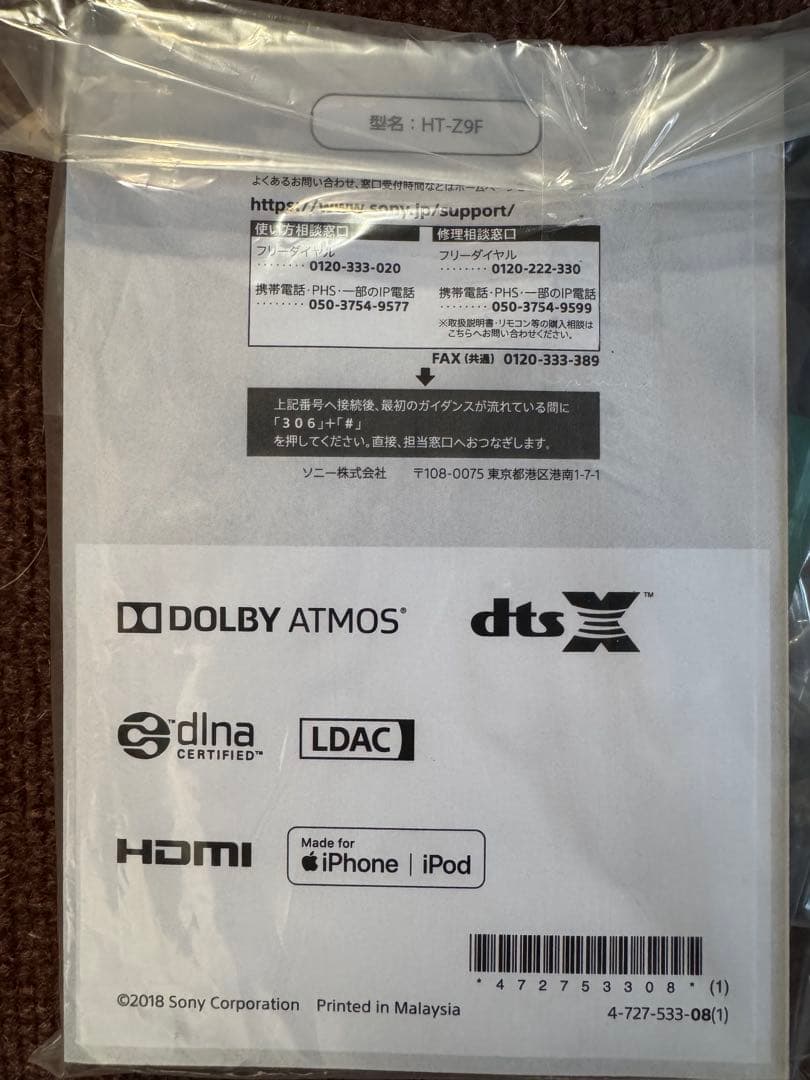 型名：HT-Z9F
よくあるお問い合わせ、窓口受付時間などはホームページ
https://www.sony.jp/support/
使い方相談窓口
フリーダイヤル
········ 0120-333-020
携帯電話·PHS·一部のIP電話
········ 050-3754-9577
修理相談窓口
フリーダイヤル
········ 0120-222-330
携帯電話·PHS·一部のIP電話
········ 050-3754-9599
※取扱説明書·リモコン等の購入相談は
こちらへお問い合わせください。
FAX（共通） 0120-333-389
上記番号へ接続後、最初のガイダンスが流れている間に
「306」+「#」
を押してください。直接、担当窓口へおつなぎします。
ソニー株式会社 〒108-0075 東京都港区港南1-7-1
DOLBY ATMOS®
dts X™
™dlna
CERTIFIED™
LDAC
HDMI
Made for
iPhone | iPod
*472753308* (1)
©2018 Sony Corporation Printed in Malaysia
4-727-533-08(1)